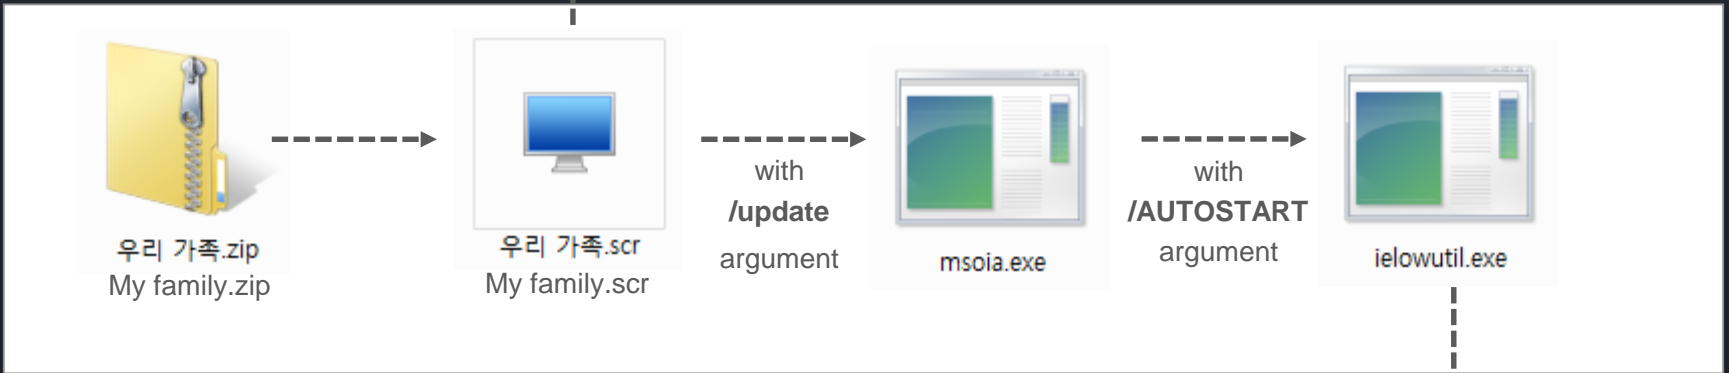 우리 가족.zip
My family.zip
우리 가족.scr
My family.scr
with
/update
argument
msoia.exe
with
/AUTOSTART
argument
ielowutil.exe